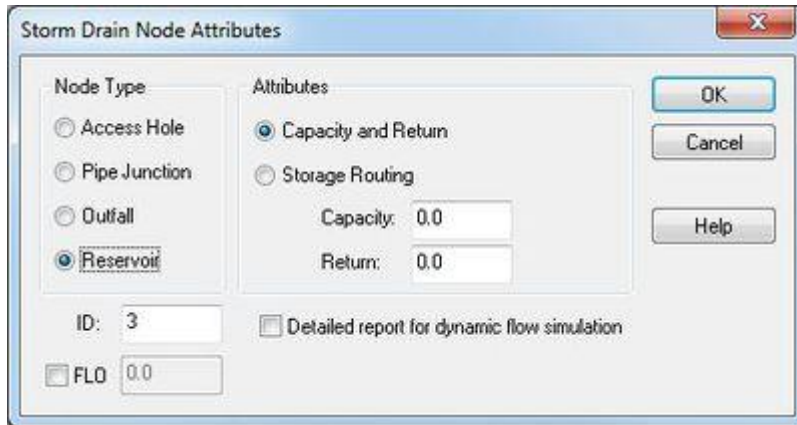 Storm Drain Node Attributes
Node Type
Access Hole
Pipe Junction
Outfall
Reservoir
Attributes
Capacity and Return
Storage Routing
Capacity: 0.0
Return: 0.0
OK
Cancel
Help
ID: 3
Detailed report for dynamic flow simulation
FLO 0.0